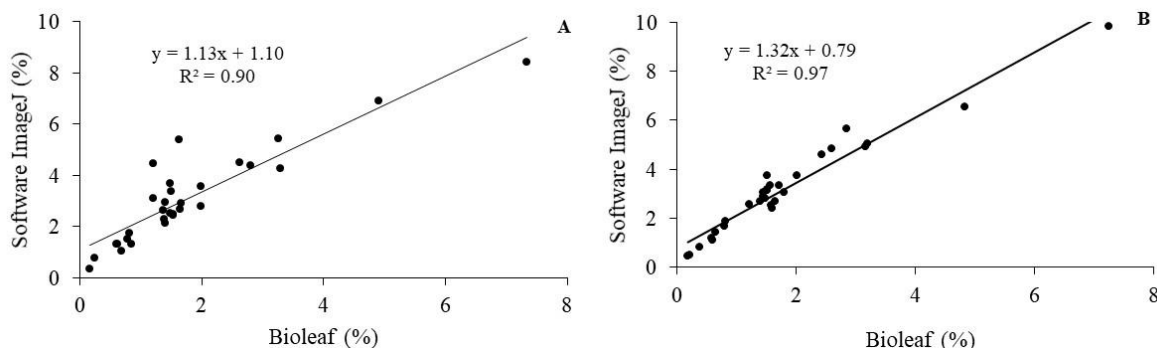 A
y = 1.13x + 1.10
R² = 0.90
Software ImageJ (%)
10
8
6
4
2
0
0 2 4 6 8
Bioleaf (%)
B
y = 1.32x + 0.79
R² = 0.97
Software ImageJ (%)
10
8
6
4
2
0
0 2 4 6 8
Bioleaf (%)